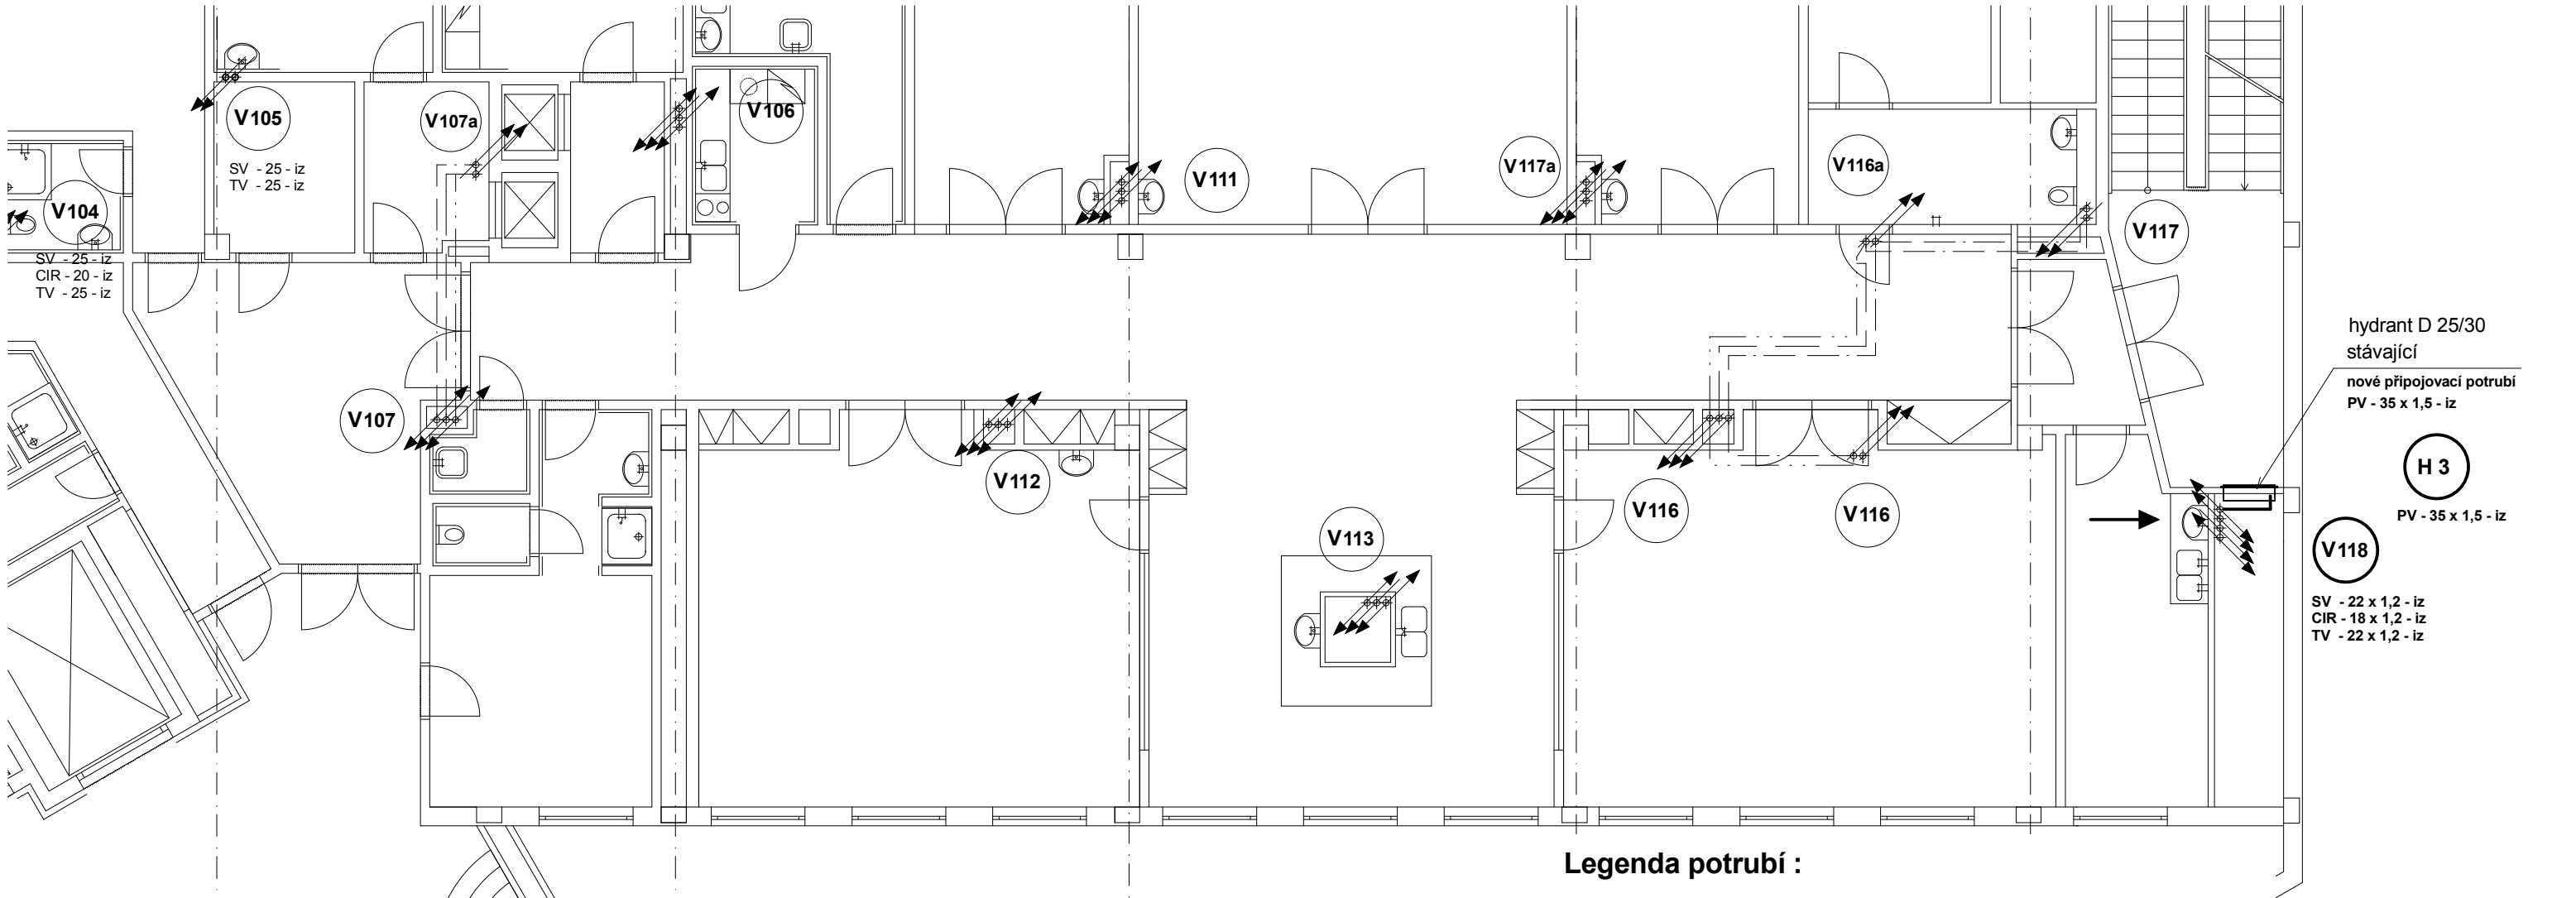 V105
SV - 25 - iz
TV - 25 - iz
V107a
V106
V104
SV - 25 - iz
CIR - 20 - iz
TV - 25 - iz
V111
V117a
V116a
V117
hydrant D 25/30
stávající
nové připojovací potrubí
PV - 35 x 1,5 - iz
V107
V112
V113
V116
V116
H 3
PV - 35 x 1,5 - iz
V118
SV - 22 x 1,2 - iz
CIR - 18 x 1,2 - iz
TV - 22 x 1,2 - iz
Legenda potrubí :